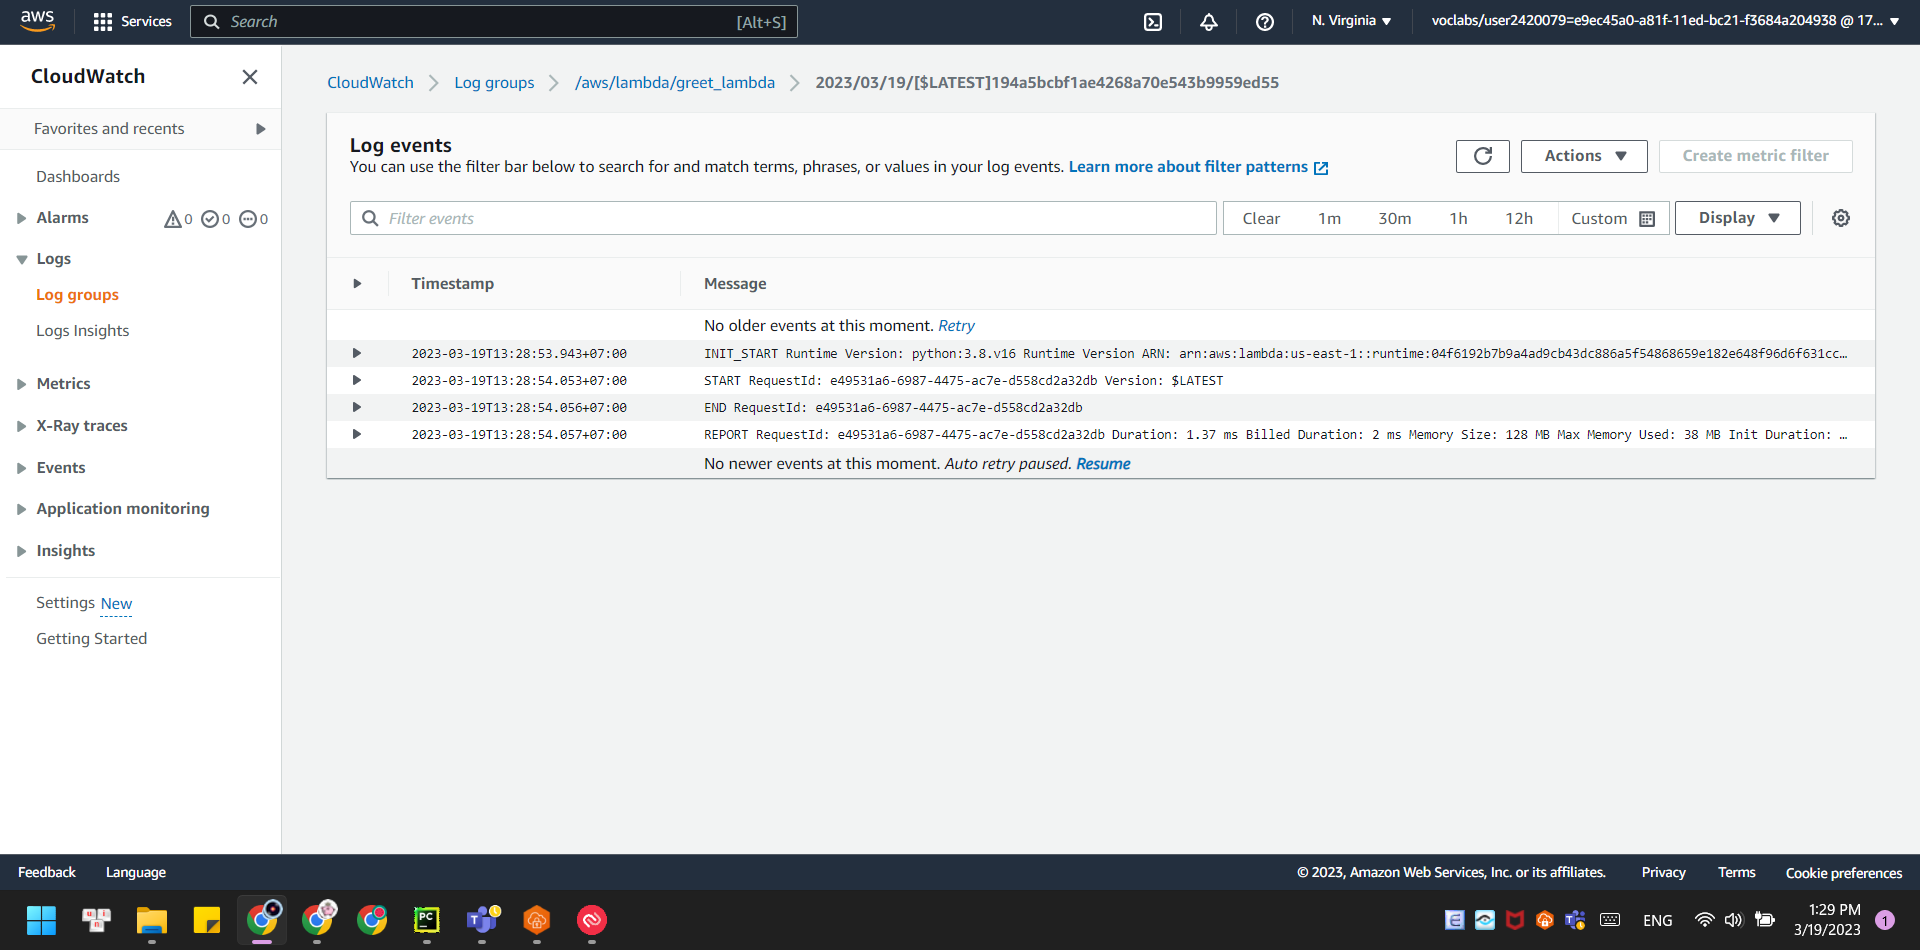 aws Services Search [Alt+S] N. Virginia voclabs/user2420079=e9ec45a0-a81f-11ed-bc21-f3684a204938 @ 17...
CloudWatch
Favorites and recents
Dashboards
Alarms 0 0 0
Logs
Log groups
Logs Insights
Metrics
X-Ray traces
Events
Application monitoring
Insights
Settings New
Getting Started
CloudWatch Log groups /aws/lambda/greet_lambda 2023/03/19/[$LATEST]194a5bcbf1ae4268a70e543b9959ed55
Log events
You can use the filter bar below to search for and match terms, phrases, or values in your log events. Learn more about filter patterns
Actions Create metric filter
Filter events Clear 1m 30m 1h 12h Custom Display
Timestamp Message
No older events at this moment. Retry
2023-03-19T13:28:53.943+07:00 INIT_START Runtime Version: python:3.8.v16 Runtime Version ARN: arn:aws:lambda:us-east-1::runtime:04f6192b7b9a4ad9cb43dc886a5f54868659e182e648f96d6f631cc...
2023-03-19T13:28:54.053+07:00 START RequestId: e49531a6-6987-4475-ac7e-d558cd2a32db Version: $LATEST
2023-03-19T13:28:54.056+07:00 END RequestId: e49531a6-6987-4475-ac7e-d558cd2a32db
2023-03-19T13:28:54.057+07:00 REPORT RequestId: e49531a6-6987-4475-ac7e-d558cd2a32db Duration: 1.37 ms Billed Duration: 2 ms Memory Size: 128 MB Max Memory Used: 38 MB Init Duration: ...
No newer events at this moment. Auto retry paused. Resume
Feedback Language © 2023, Amazon Web Services, Inc. or its affiliates. Privacy Terms Cookie preferences
PC
ENG
1:29 PM
3/19/2023
1